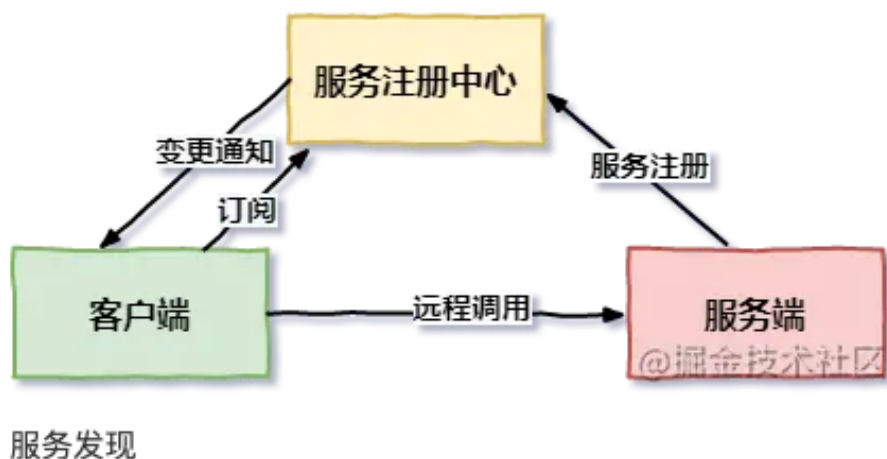 服务注册中心
变更通知
服务注册
订阅
客户端
远程调用
服务端
@掘金技术社区
服务发现